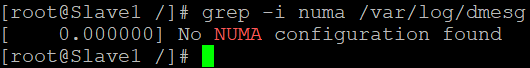 [root@Slave1 /]# grep -i numa /var/log/dmesg
[    0.000000] No NUMA configuration found
[root@Slave1 /]#